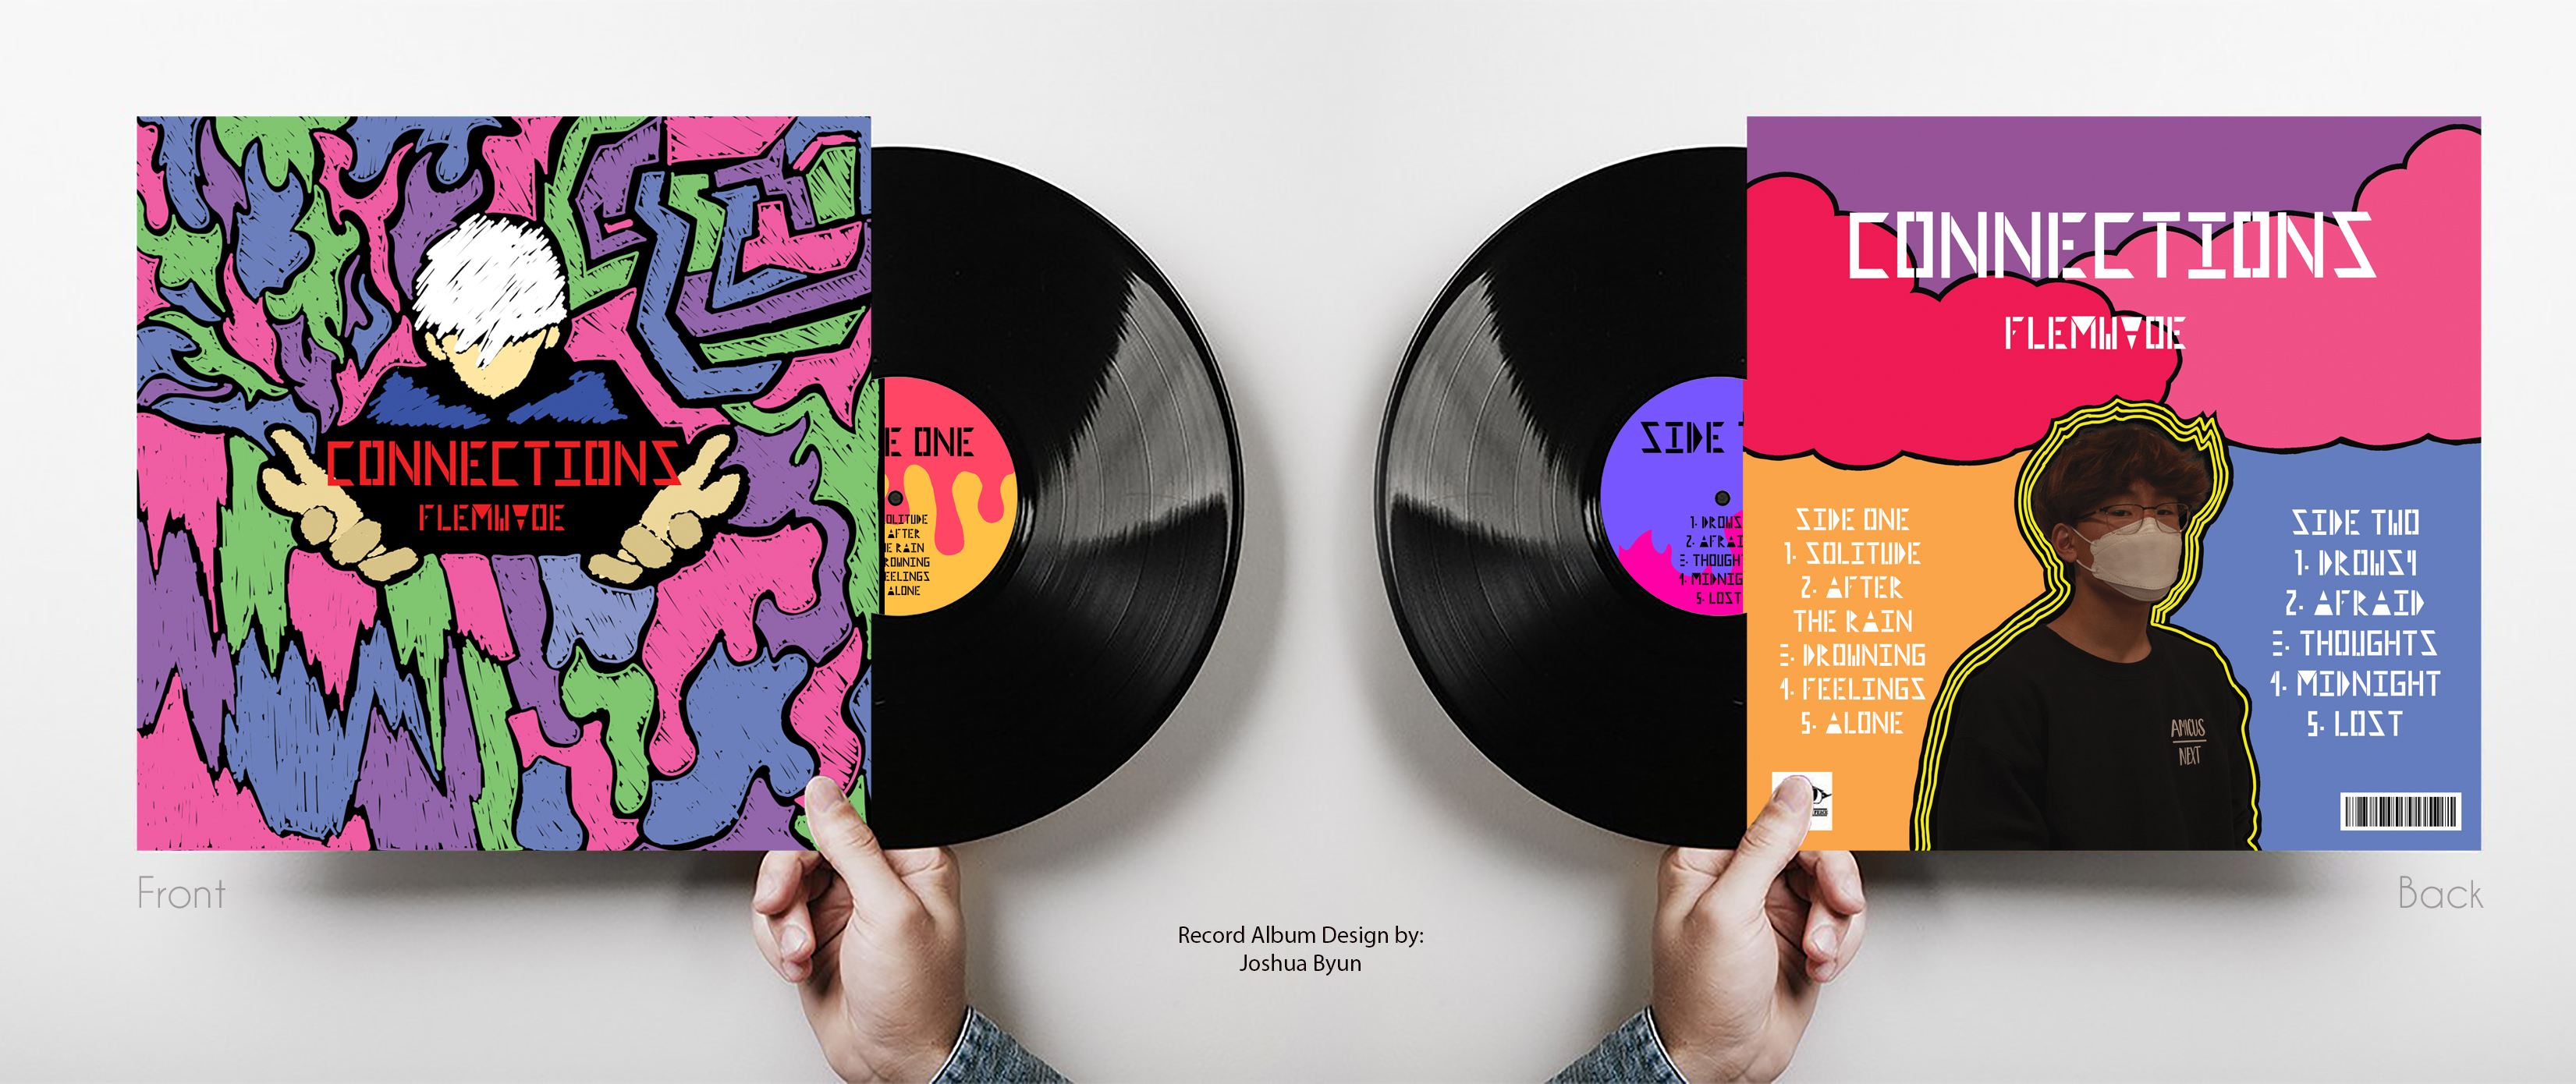 CONNECTIONS
FLEMWVOE
E ONE
OLITUDE
AFTER
E RAIN
ROWNING
EELINGS
ALONE
Front
SIDE T
1. DROWS
2. AFRAI
3. THOUGHT
4. MIDNIG
5. LOST
CONNECTIONS
FLEMWVOE
SIDE ONE
1. SOLITUDE
2. AFTER
THE RAIN
3. DROWNING
4. FEELINGS
5. ALONE
SIDE TWO
1. DROWSY
2. AFRAID
3. THOUGHTS
4. MIDNIGHT
5. LOST
AMICUS
NEXT
Back
Record Album Design by:
Joshua Byun